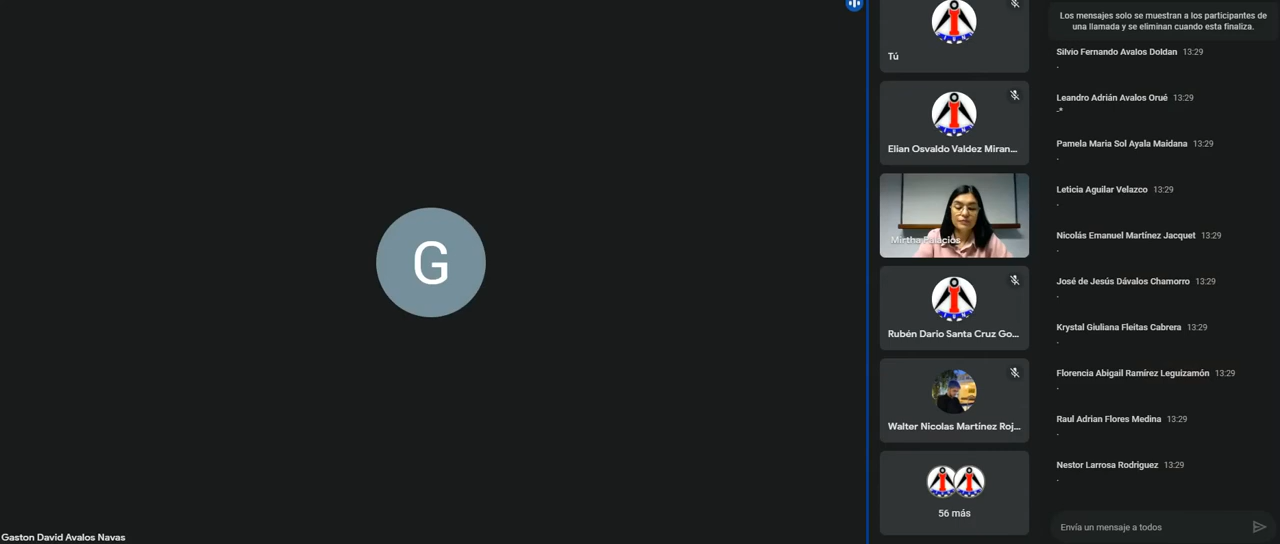 G
Gaston David Avalos Navas
Tú
Elian Osvaldo Valdez Miran...
Mirtha Palacios
Rubén Dario Santa Cruz Go...
Walter Nicolas Martínez Roj...
56 más
Los mensajes solo se muestran a los participantes de
una llamada y se eliminan cuando esta finaliza.
Silvio Fernando Avalos Doldan 13:29
.
Leandro Adrián Avalos Orué 13:29
.*
Pamela Maria Sol Ayala Maidana 13:29
.
Leticia Aguilar Velazco 13:29
.
Nicolás Emanuel Martínez Jacquet 13:29
.
José de Jesús Dávalos Chamorro 13:29
.
Krystal Giuliana Fleitas Cabrera 13:29
.
Florencia Abigail Ramírez Leguizamón 13:29
.
Raul Adrian Flores Medina 13:29
.
Nestor Larrosa Rodriguez 13:29
.
Envía un mensaje a todos